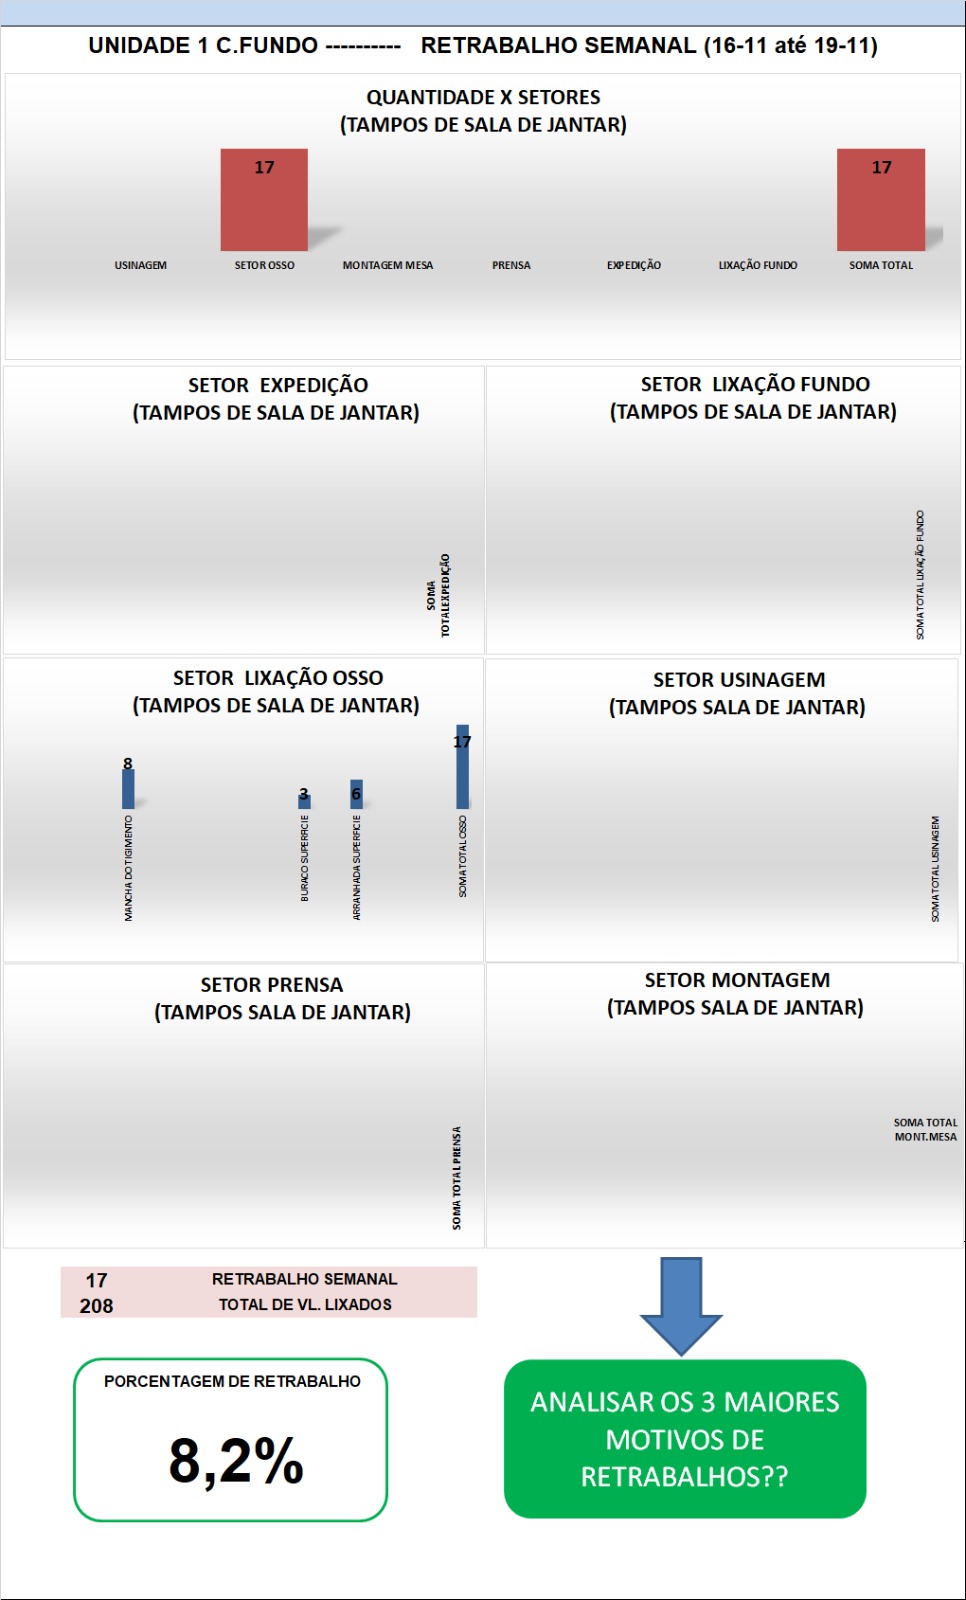 UNIDADE 1 C.FUNDO ---------- RETRABALHO SEMANAL (16-11 até 19-11)
QUANTIDADE X SETORES
(TAMPOS DE SALA DE JANTAR)
17
17
USINAGEM
SETOR OSSO
MONTAGEM MESA
PRENSA
EXPEDIÇÃO
LIXAÇÃO FUNDO
SOMA TOTAL
SETOR EXPEDIÇÃO
(TAMPOS DE SALA DE JANTAR)
SOMA
TOTALEXPEDIÇÃO
SETOR LIXAÇÃO FUNDO
(TAMPOS DE SALA DE JANTAR)
SOMA TOTAL LIXAÇÃO FUNDO
SETOR LIXAÇÃO OSSO
(TAMPOS DE SALA DE JANTAR)
8
3
6
17
MANCHA DO TIGIMENTO
BURACO SUPERFICIE
ARRANHADA SUPERFICIE
SOMA TOTAL OSSO
SETOR USINAGEM
(TAMPOS SALA DE JANTAR)
SOMA TOTAL USINAGEM
SETOR PRENSA
(TAMPOS SALA DE JANTAR)
SOMA TOTAL PRENSA
SETOR MONTAGEM
(TAMPOS SALA DE JANTAR)
SOMA TOTAL
MONT.MESA
17 RETRABALHO SEMANAL
208 TOTAL DE VL. LIXADOS
PORCENTAGEM DE RETRABALHO
8,2%
ANALISAR OS 3 MAIORES
MOTIVOS DE
RETRABALHOS??